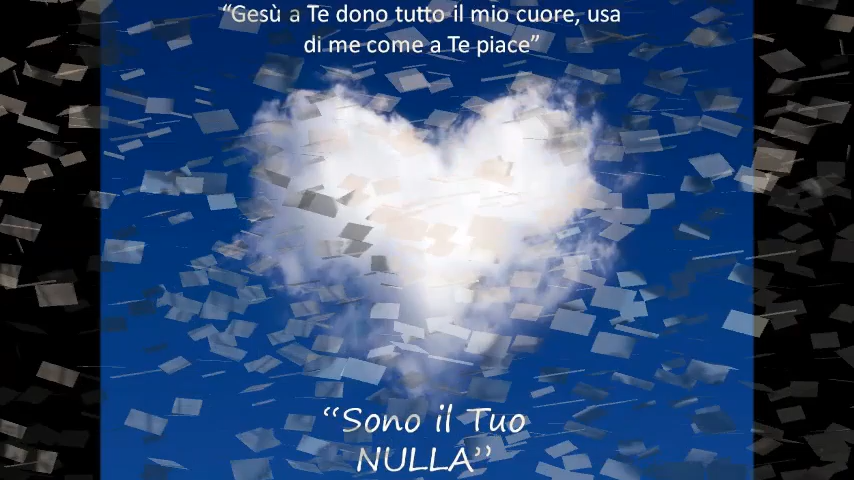 “Gesù a Te dono tutto il mio cuore, usa
di me come a Te piace”
“Sono il Tuo
NULLA”